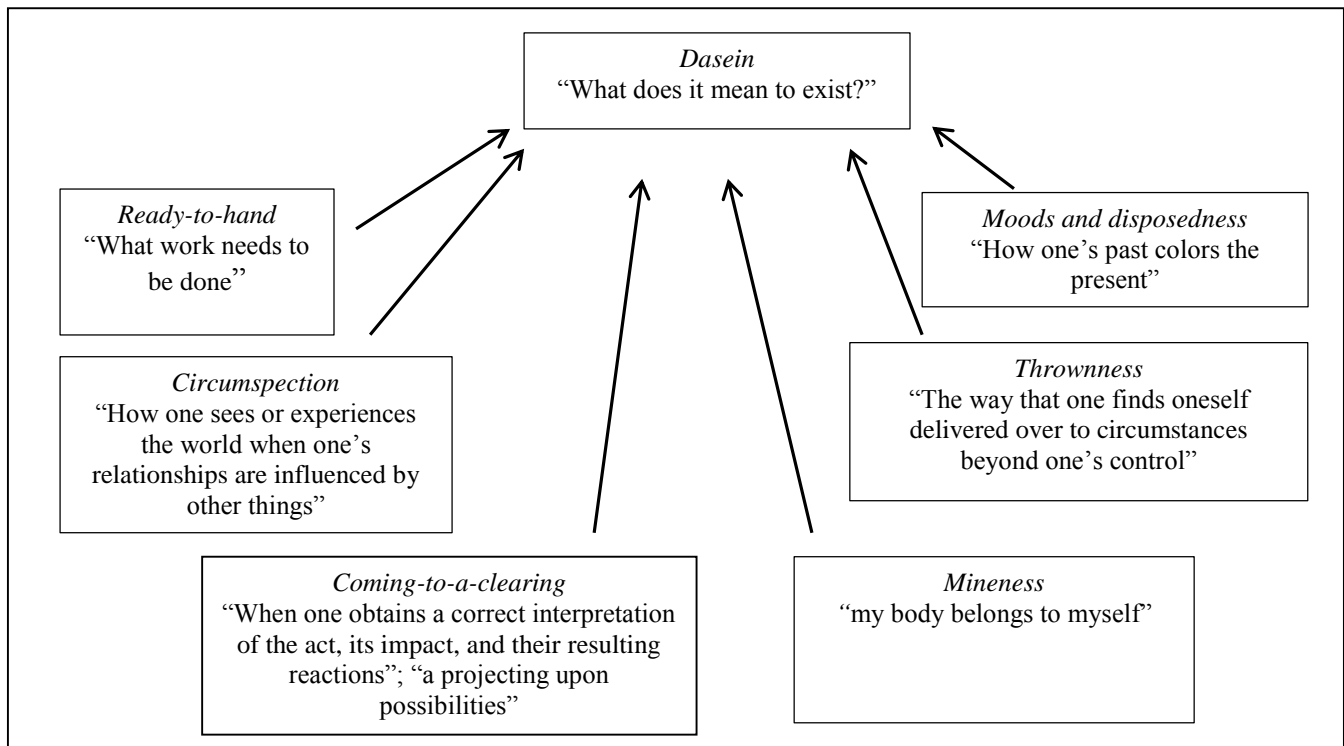 Dasein
“What does it mean to exist?”
Ready-to-hand
“What work needs to
be done”
Moods and disposedness
“How one’s past colors the
present”
Circumspection
“How one sees or experiences
the world when one’s
relationships are influenced by
other things”
Thrownness
“The way that one finds oneself
delivered over to circumstances
beyond one’s control”
Coming-to-a-clearing
“When one obtains a correct interpretation
of the act, its impact, and their resulting
reactions”; “a projecting upon
possibilities”
Mineness
“my body belongs to myself”